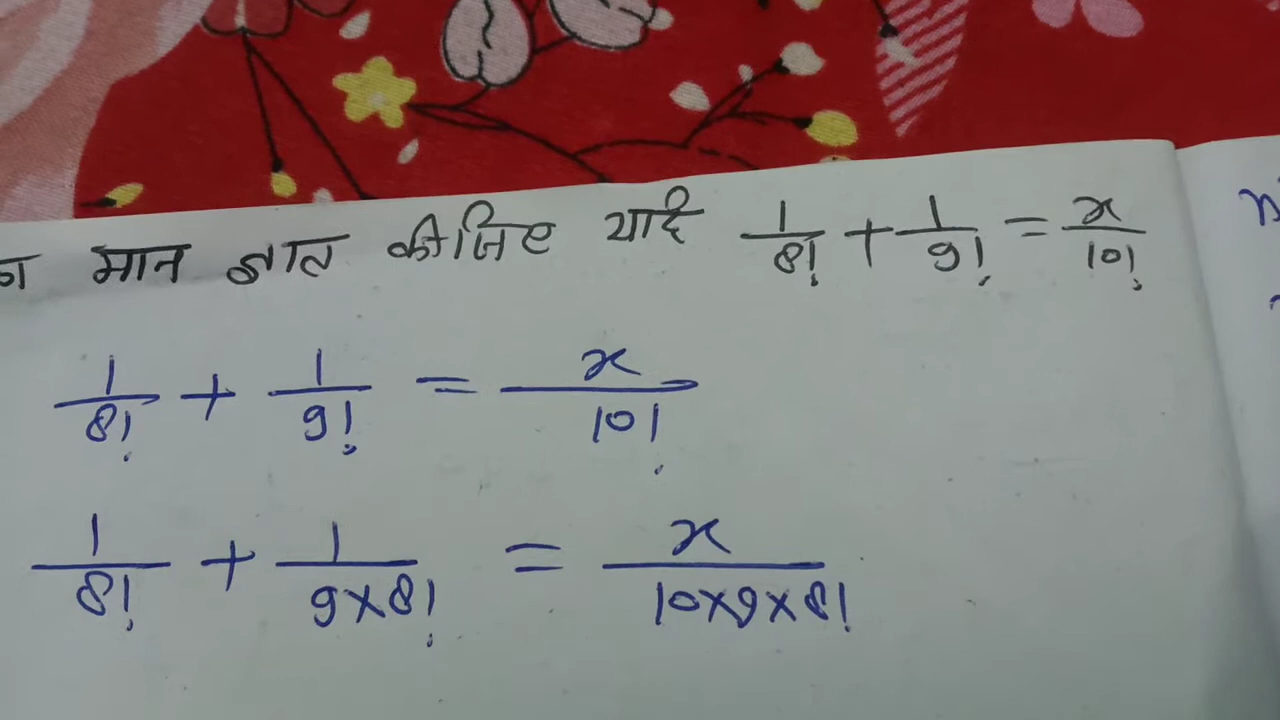 मान ज्ञात कीजिए यदि 1/8! + 1/9! = x/10!
1/8! + 1/9! = x/10!
1/8! + 1/9×8! = x/10×9×8!